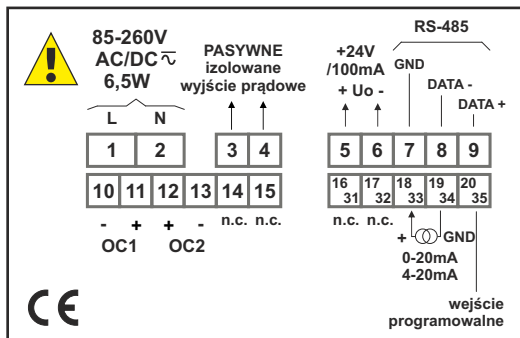 85-260V
AC/DC
6,5W
L N
PASYWNE
izolowane
wyjście prądowe
+24V
/100mA
+ Uo -
RS-485
GND
DATA -
DATA +
1 2 3 4 5 6 7 8 9
10 11 12 13 14 15
16 31 17 32 18 33 19 34 20 35
- + + - n.c. n.c. n.c. n.c.
OC1 OC2
+ GND
0-20mA
4-20mA
wejście
programowalne
CE